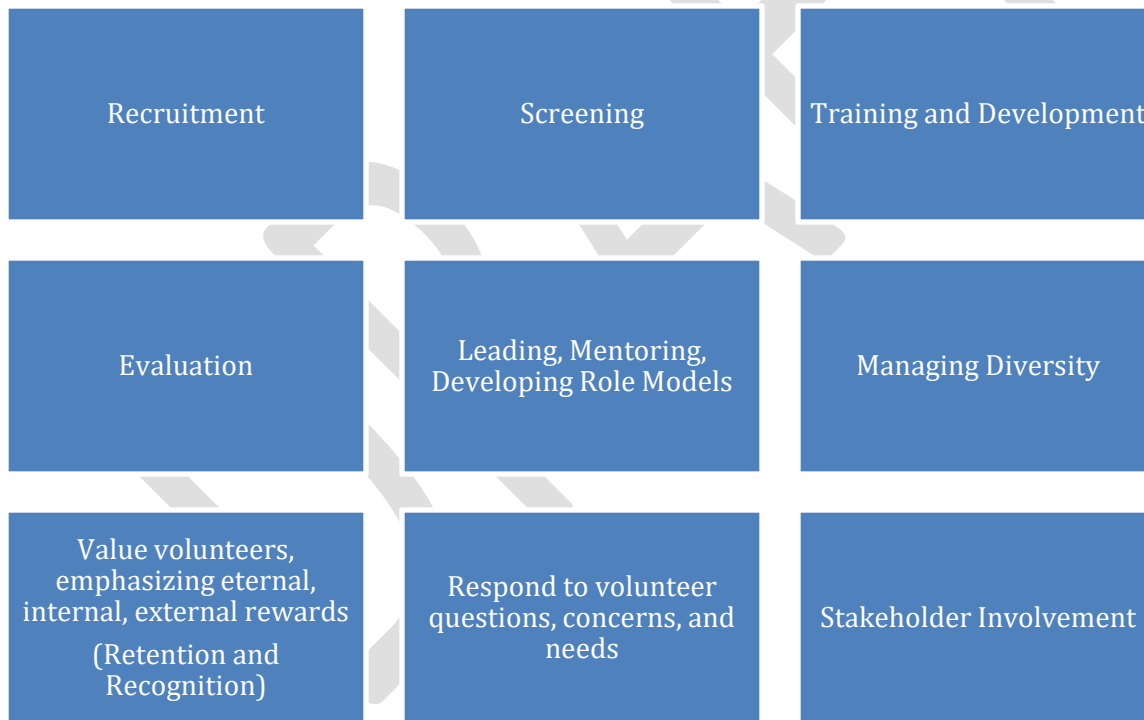 Recruitment
Screening
Training and Development
Evaluation
Leading, Mentoring,
Developing Role Models
Managing Diversity
Value volunteers,
emphasizing eternal,
internal, external rewards
(Retention and
Recognition)
Respond to volunteer
questions, concerns, and
needs
Stakeholder Involvement